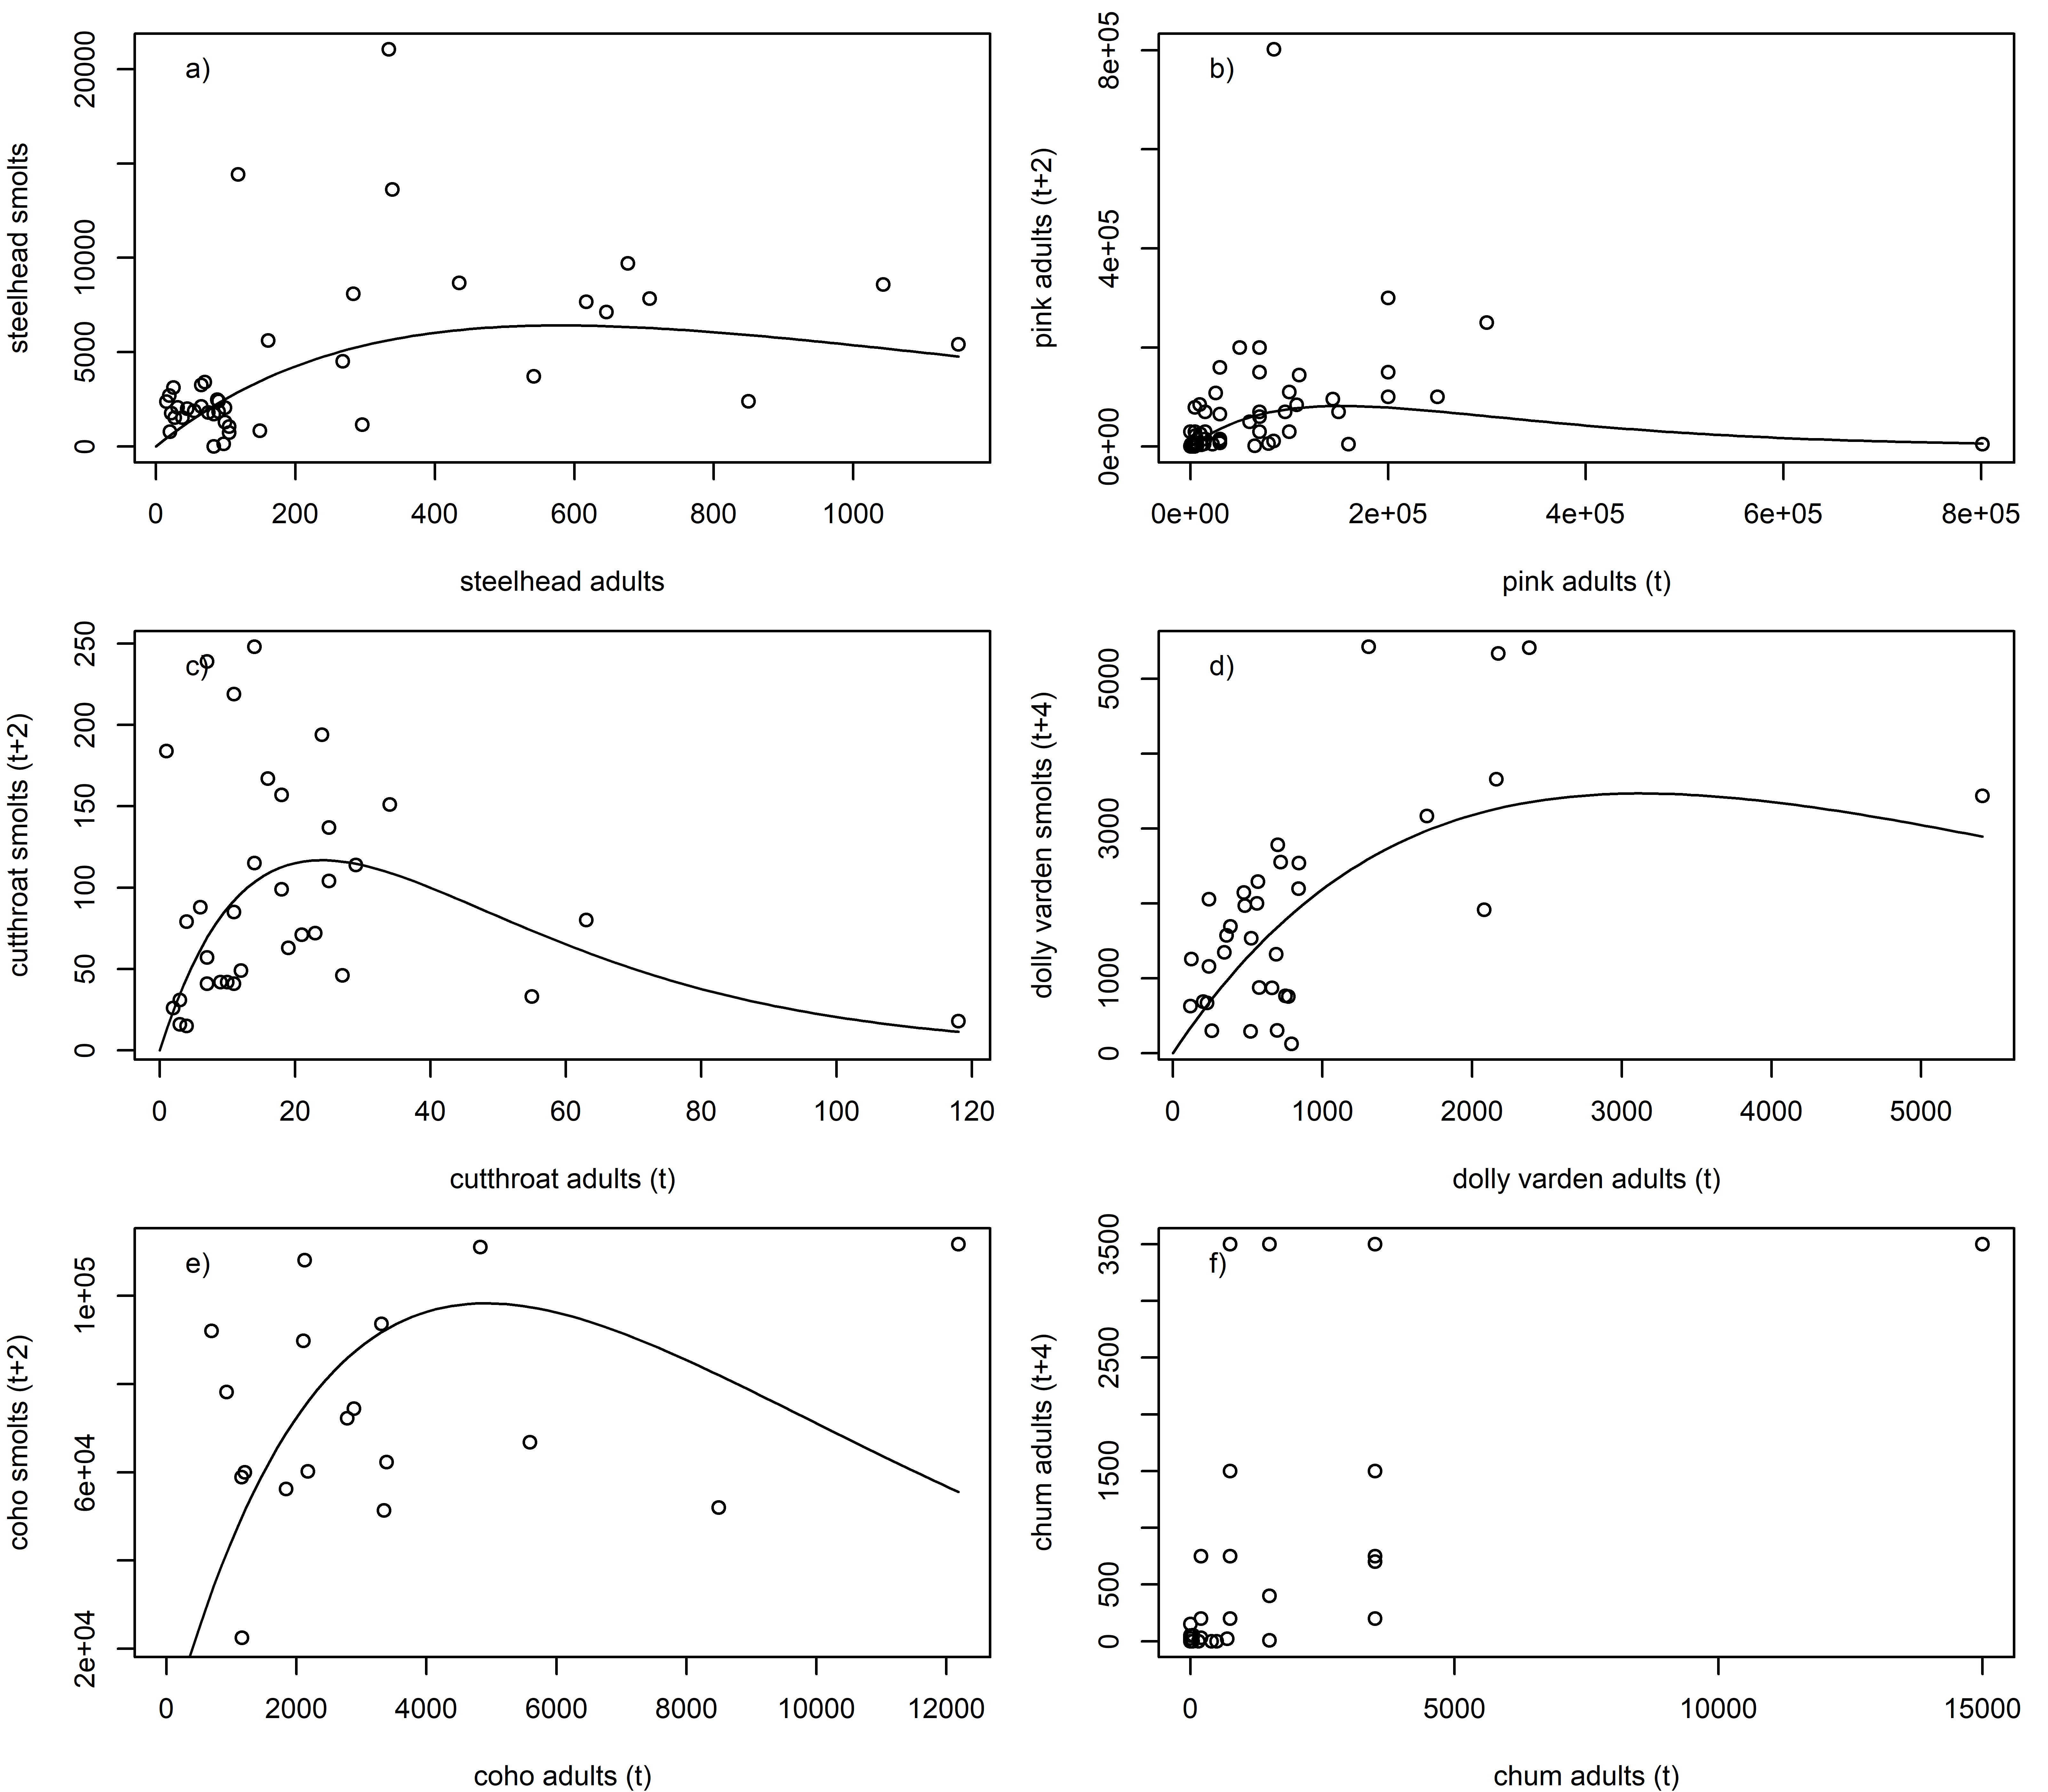 a)
steelhead smolts
0
5000
10000
20000
0 200 400 600 800 1000
steelhead adults
b)
pink adults (t+2)
0e+00
4e+05
8e+05
0e+00 2e+05 4e+05 6e+05 8e+05
pink adults (t)
c)
cutthroat smolts (t+2)
0 50 100 150 200 250
0 20 40 60 80 100 120
cutthroat adults (t)
d)
dolly varden smolts (t+4)
0 1000 3000 5000
0 1000 2000 3000 4000 5000
dolly varden adults (t)
e)
coho smolts (t+2)
2e+04 6e+04 1e+05
0 2000 4000 6000 8000 10000 12000
coho adults (t)
f)
chum adults (t+4)
0 500 1500 2500 3500
0 5000 10000 15000
chum adults (t)